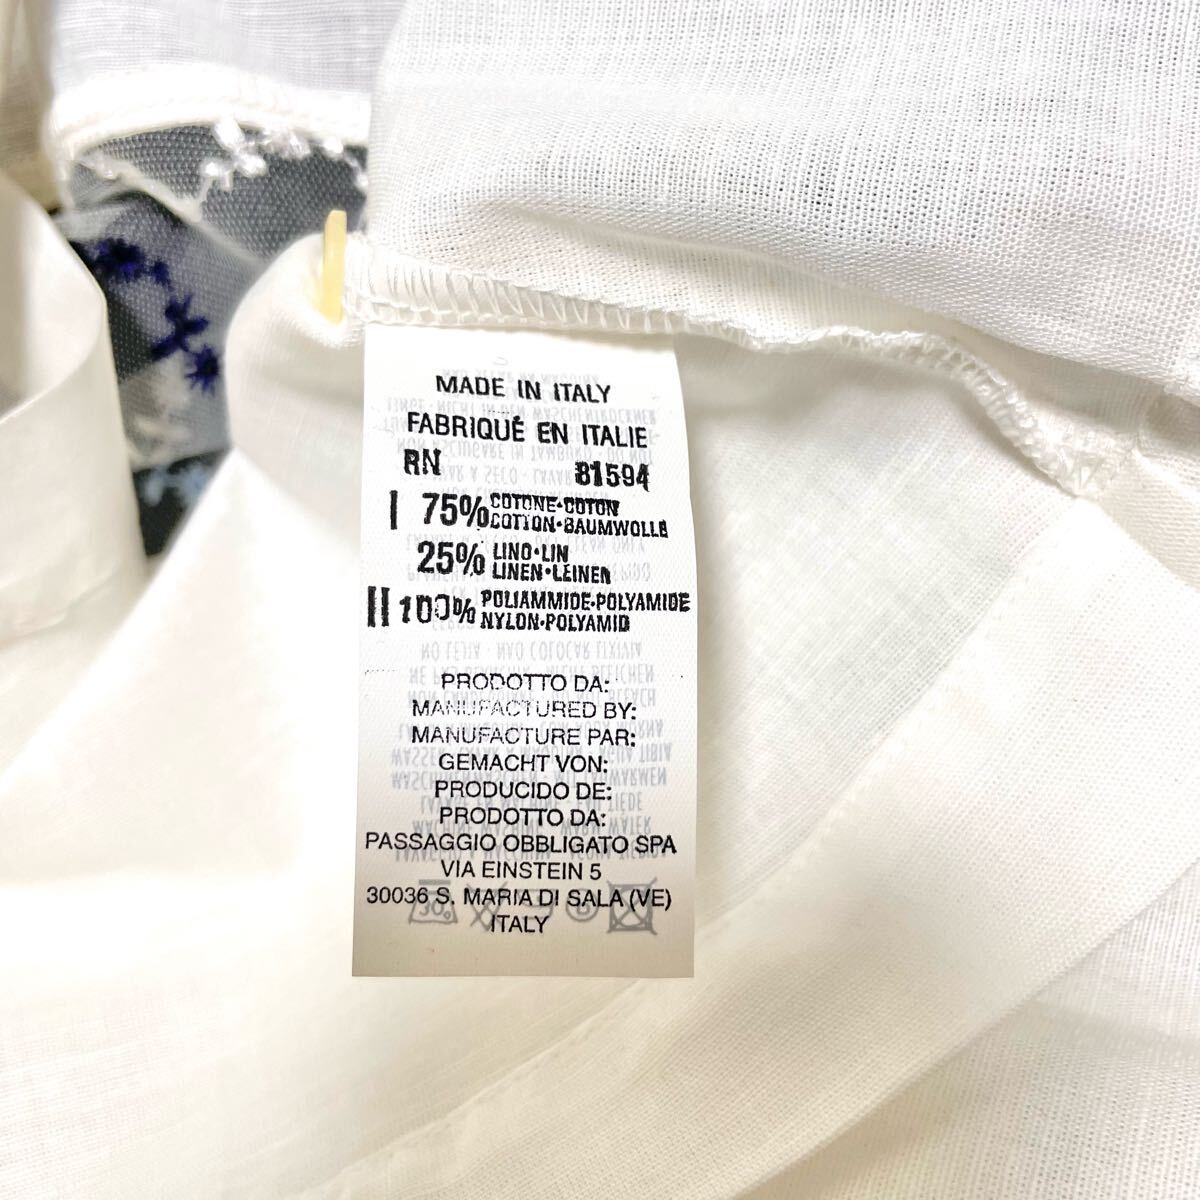 MADE IN ITALY
FABRIQUÉ EN ITALIE
RN 81594
I 75% COTONE·COTON
COTTON·BAUMWOLLE
25% LINO·LIN
LINEN·LEINEN
II 100% POLIAMMIDE·POLYAMIDE
NYLON·POLYAMID
PRODOTTO DA:
MANUFACTURED BY:
MANUFACTURE PAR:
GEMACHT VON:
PRODUCIDO DE:
PRODOTTO DA:
PASSAGGIO OBBLIGATO SPA
VIA EINSTEIN 5
30036 S. MARIA DI SALA (VE)
ITALY